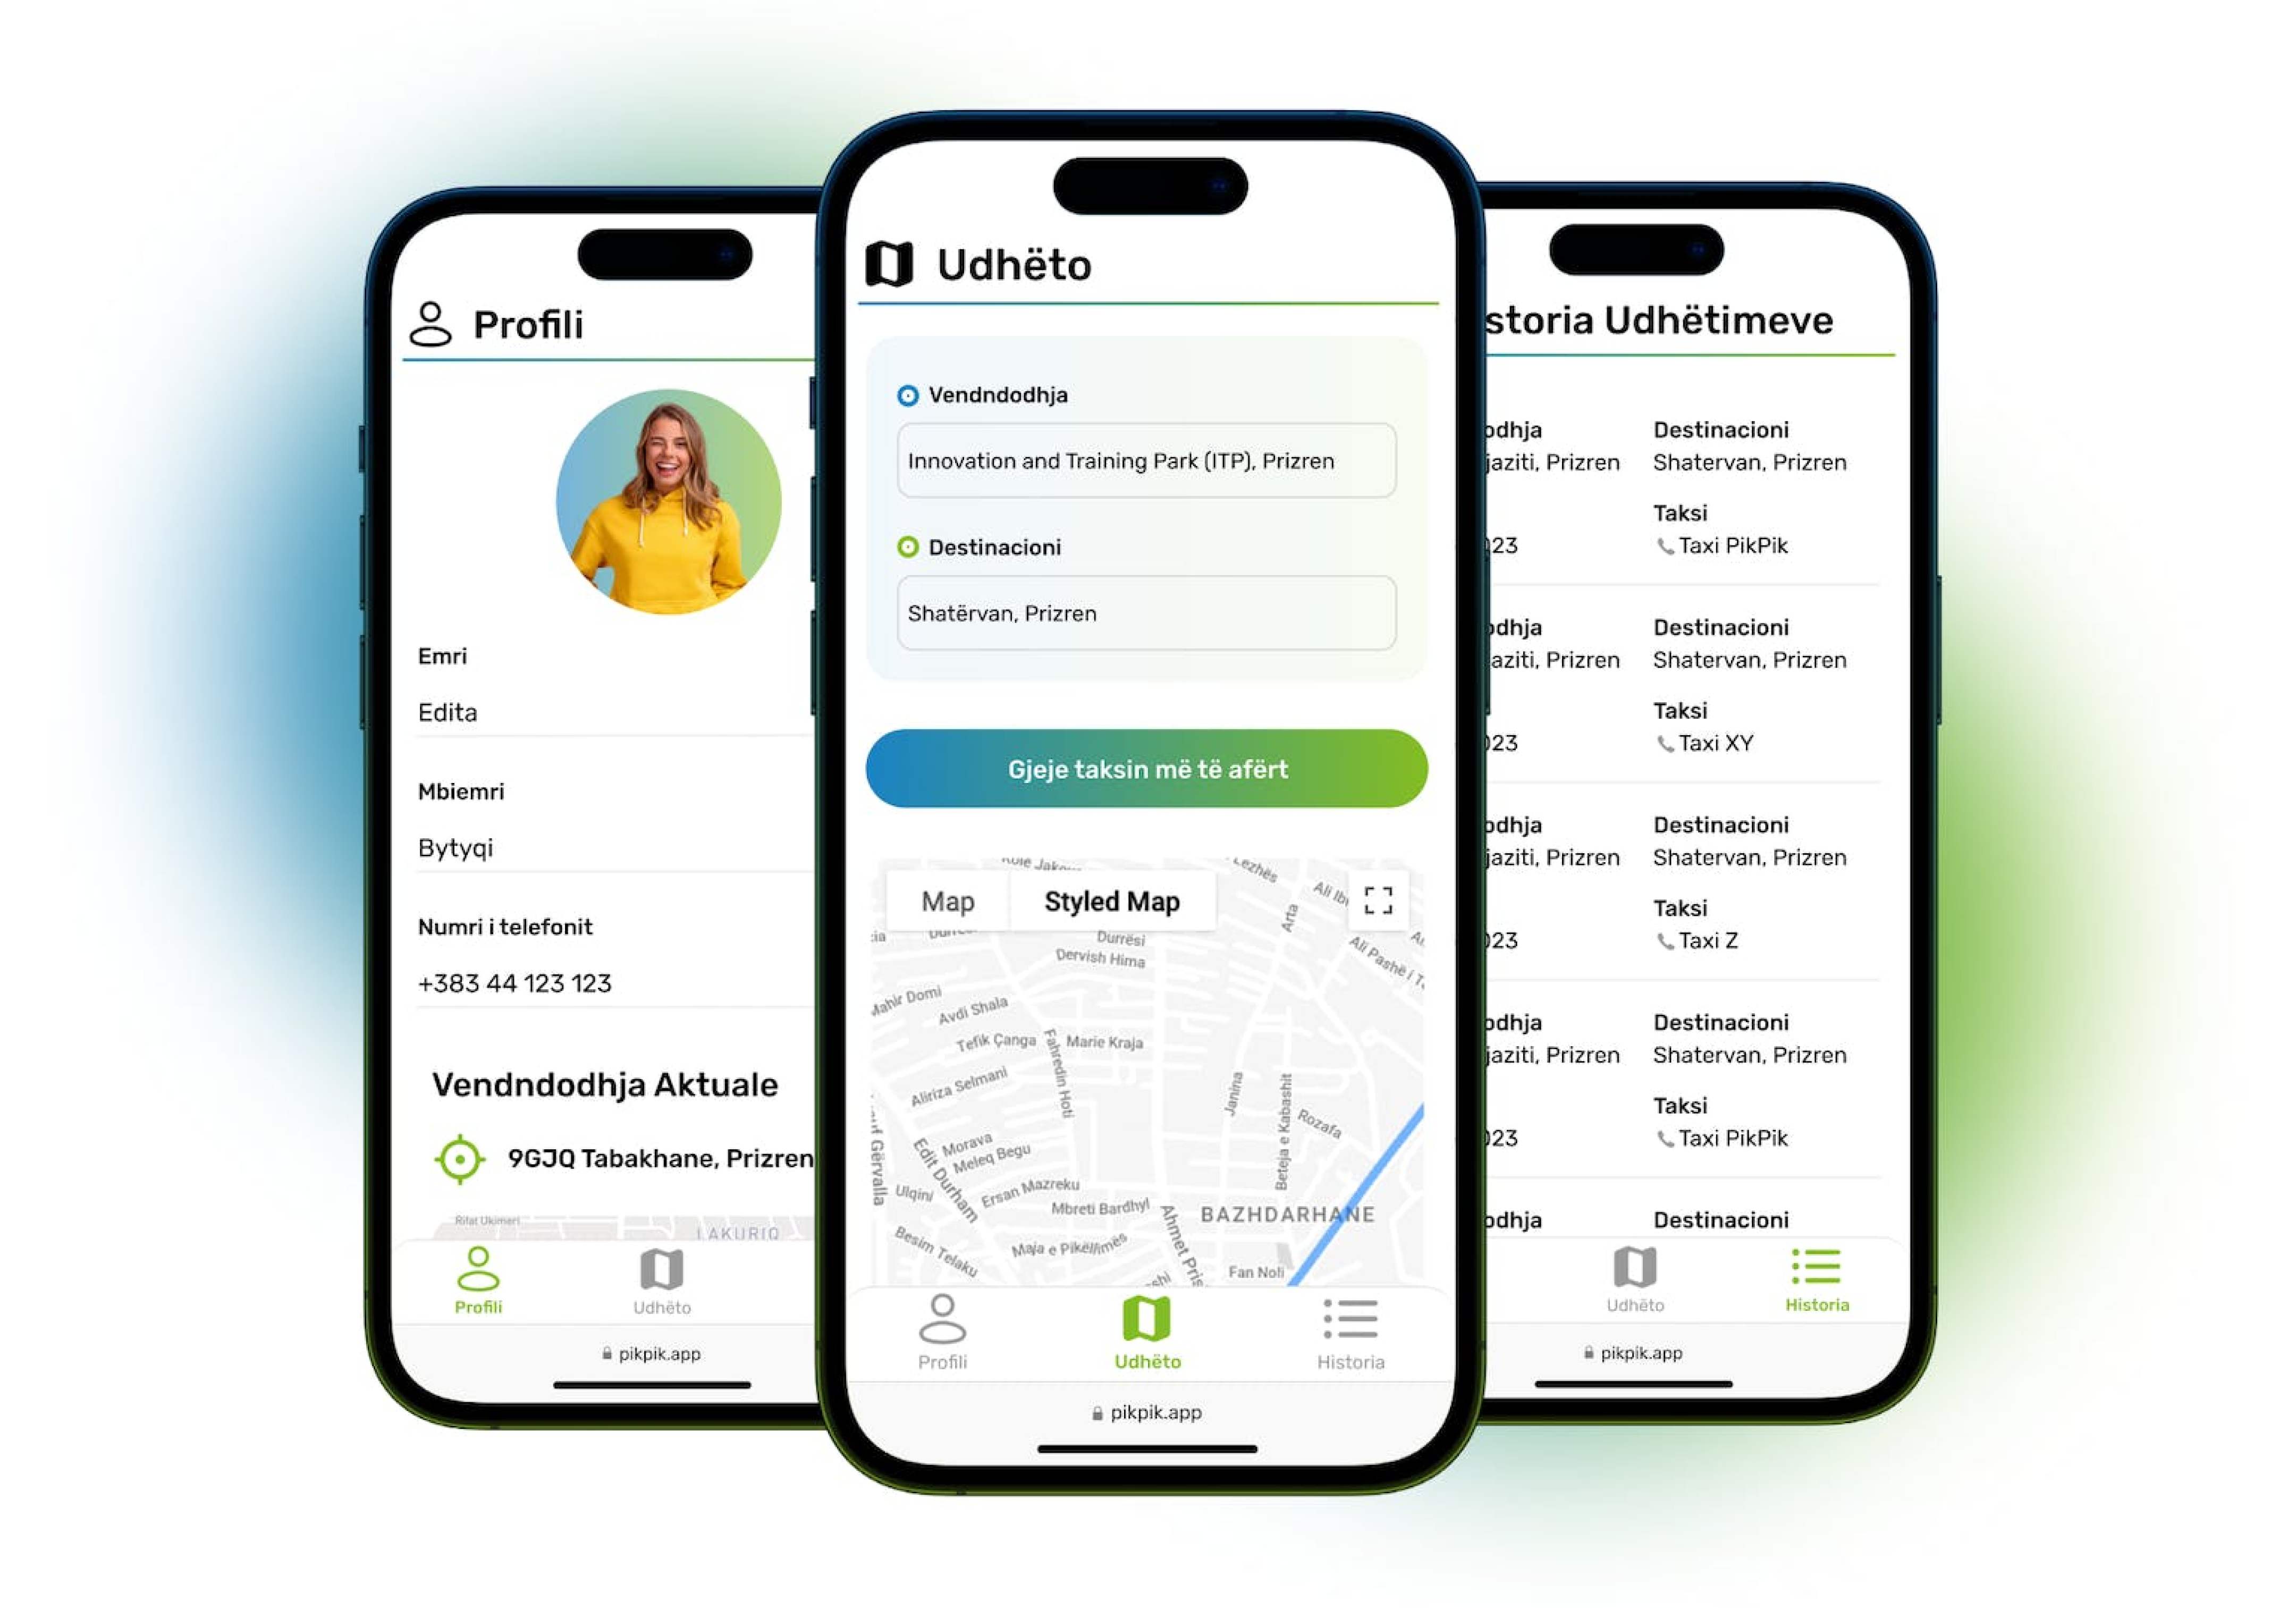 Profili
Emri
Edita
Mbiemri
Bytyqi
Numri i telefonit
+383 44 123 123
Vendndodhja Aktuale
9GJQ Tabakhane, Prizren
Rifat Ukimeri
LAKURIQ
Profili
Udhëto
pikpik.app
Udhëto
Vendndodhja
Innovation and Training Park (ITP), Prizren
Destinacioni
Shatërvan, Prizren
Gjeje taksin më të afërt
Lezhës
Map
Styled Map
Arta
Durrësi
Dervish Hima
Ali Pashë i
Mahir Domi
Avdi Shala
Tefik Çanga
Fahredin Hoti
Marie Kraja
Aliriza Selmani
Janina
Beteja e Kabashit
Rozafa
Gërvalla
Morava
Meleq Begu
Edit Durham
Ulqini
Ersan Mazreku
Mbreti Bardhyl
BAZHDARHANE
Besim Telaku
Maja e Pikëllimës
Ahmet Pris
Fan Noli
Profili
Udhëto
Historia
pikpik.app
storia Udhëtimeve
odhja Destinacioni
jaziti, Prizren Shatervan, Prizren
Taksi
023 Taxi PikPik
odhja Destinacioni
aziti, Prizren Shatervan, Prizren
Taksi
023 Taxi XY
odhja Destinacioni
jaziti, Prizren Shatervan, Prizren
Taksi
023 Taxi Z
odhja Destinacioni
jaziti, Prizren Shatervan, Prizren
Taksi
023 Taxi PikPik
odhja Destinacioni
Udhëto
Historia
pikpik.app